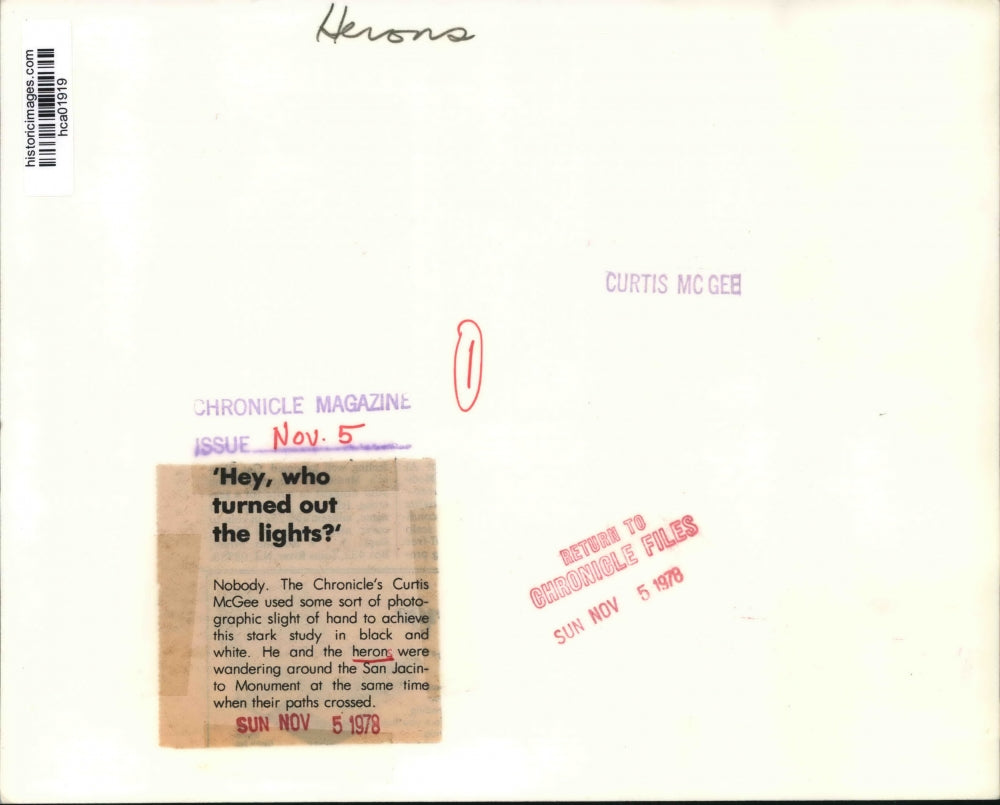 Herons
historicimages.com
hca01919
CURTIS MC GEE
1
CHRONICLE MAGAZINE
ISSUE Nov. 5
'Hey, who
turned out
the lights?'
Nobody. The Chronicle's Curtis
McGee used some sort of photo-
graphic slight of hand to achieve
this stark study in black and
white. He and the herons were
wandering around the San Jacin-
to Monument at the same time
when their paths crossed.
SUN NOV 5 1978
RETURN TO
CHRONICLE FILES
SUN NOV 5 1978